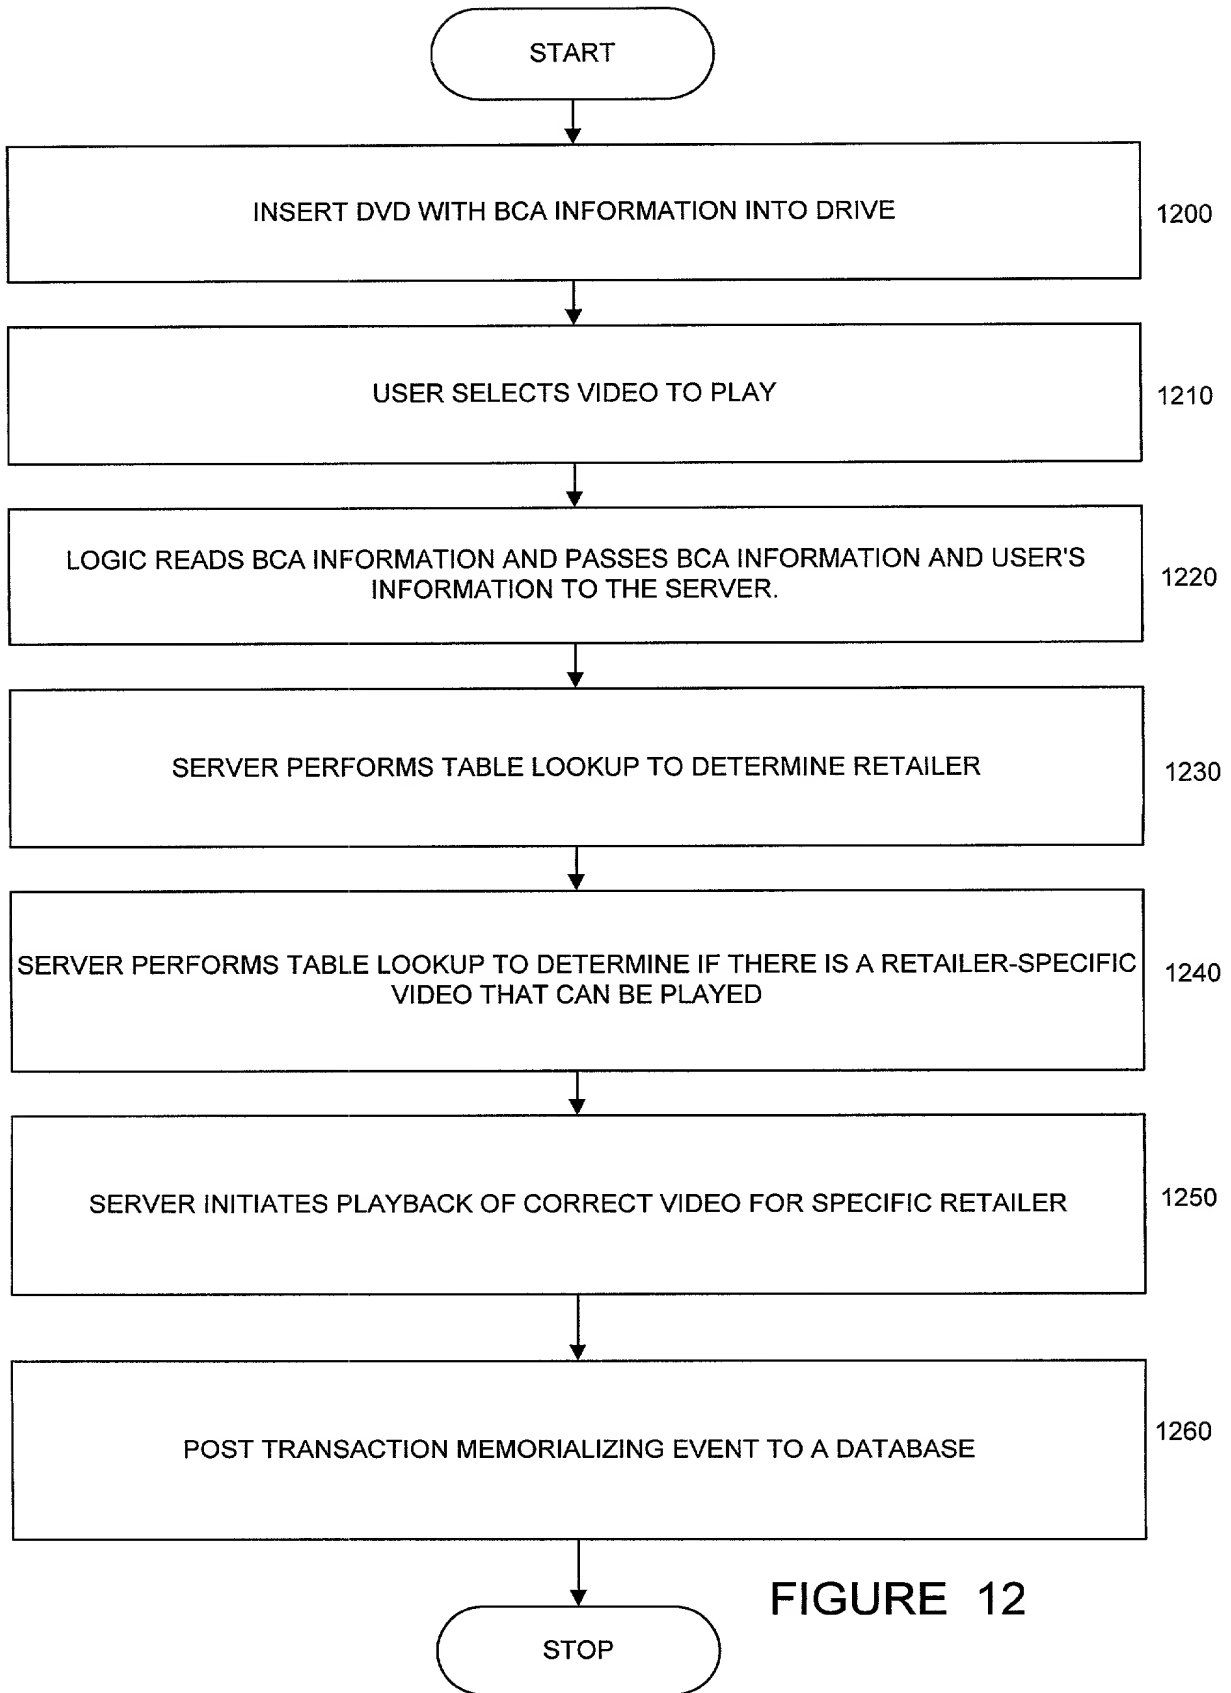 START
INSERT DVD WITH BCA INFORMATION INTO DRIVE
1200
USER SELECTS VIDEO TO PLAY
1210
LOGIC READS BCA INFORMATION AND PASSES BCA INFORMATION AND USER'S
INFORMATION TO THE SERVER.
1220
SERVER PERFORMS TABLE LOOKUP TO DETERMINE RETAILER
1230
SERVER PERFORMS TABLE LOOKUP TO DETERMINE IF THERE IS A RETAILER-SPECIFIC
VIDEO THAT CAN BE PLAYED
1240
SERVER INITIATES PLAYBACK OF CORRECT VIDEO FOR SPECIFIC RETAILER
1250
POST TRANSACTION MEMORIALIZING EVENT TO A DATABASE
1260
FIGURE 12
STOP